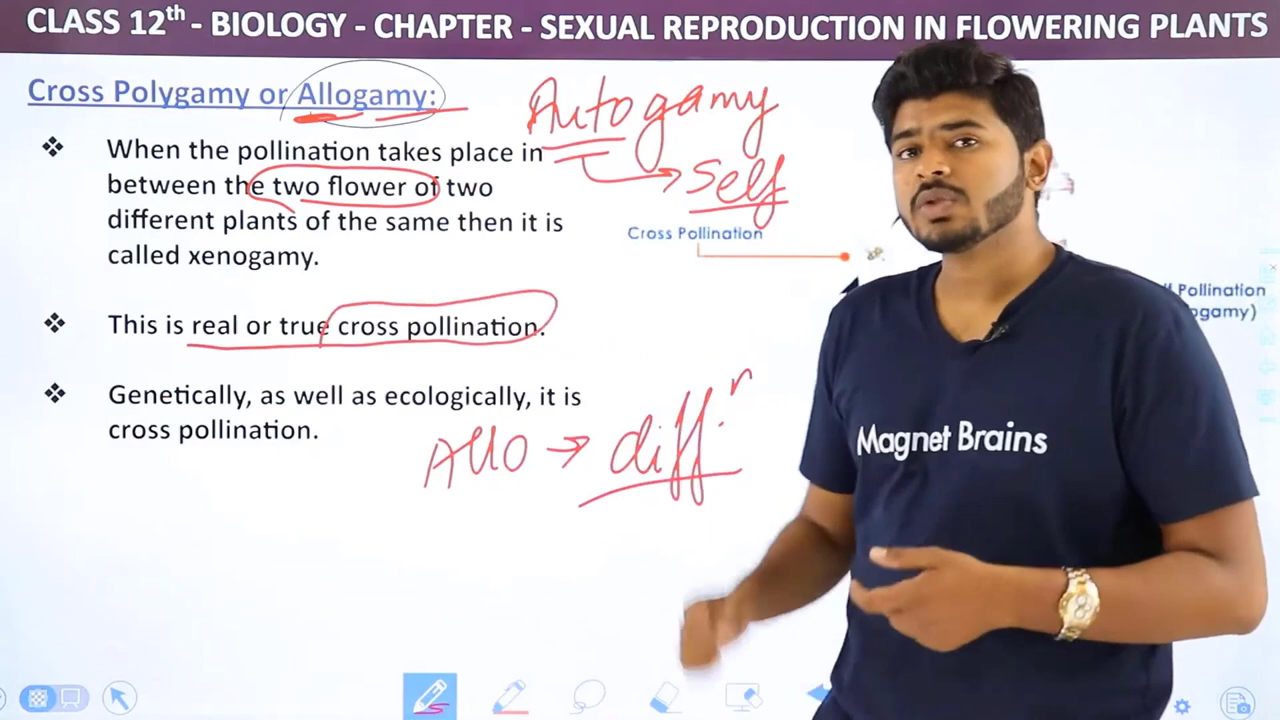 CLASS 12th - BIOLOGY - CHAPTER - SEXUAL REPRODUCTION IN FLOWERING PLANTS
Cross Polygamy or Allogamy:
Autogamy
Self
❖ When the pollination takes place in
between the two flower of two
different plants of the same then it is
called xenogamy.
Cross Pollination
Pollination
❖ This is real or true cross pollination.
❖ Genetically, as well as ecologically, it is
cross pollination.
Allo → diff.
Magnet Brains